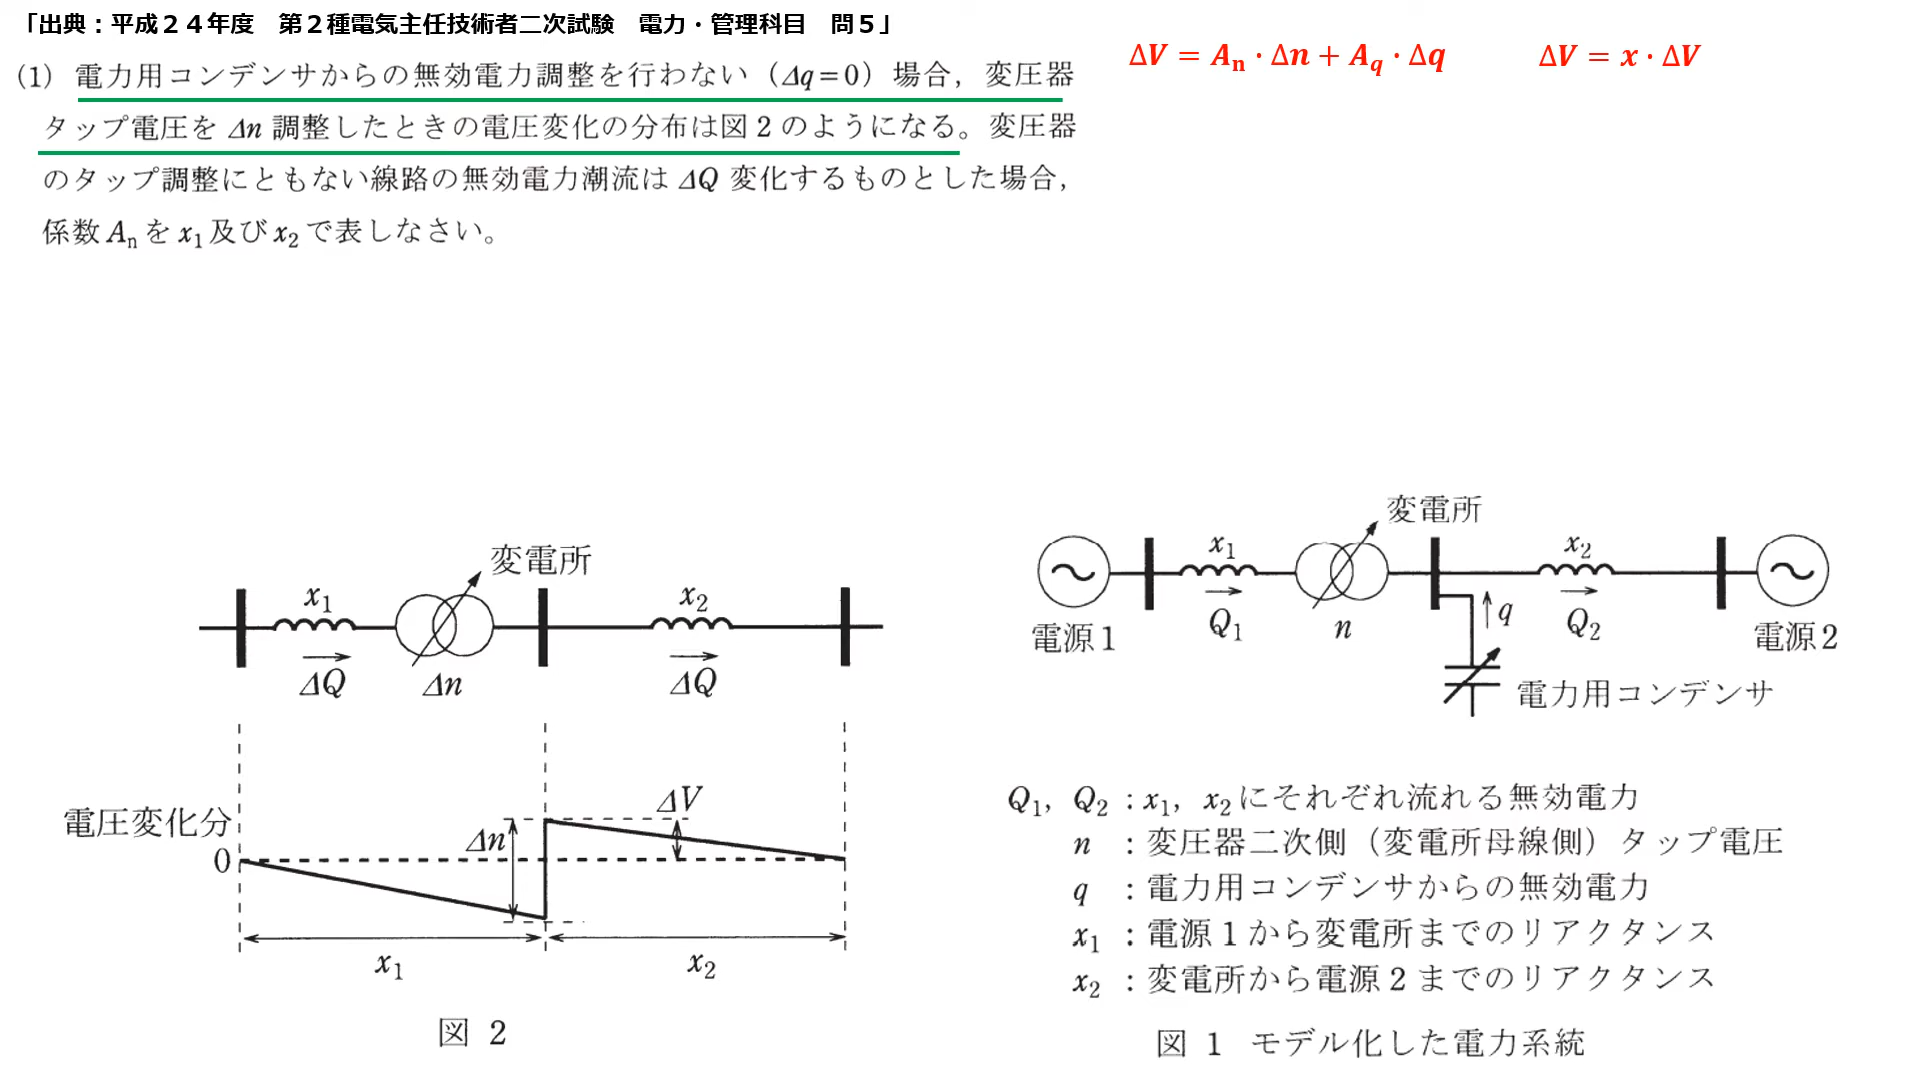 「出典：平成２４年度　第２種電気主任技術者二次試験　電力・管理科目　問５」
ΔV = Aₙ · Δn + A_q · Δq　　ΔV = x · ΔV
(1) 電力用コンデンサからの無効電力調整を行わない（Δq＝0）場合，変圧器
タップ電圧を Δn 調整したときの電圧変化の分布は図２のようになる。変圧器
のタップ調整にともない線路の無効電力潮流は ΔQ 変化するものとした場合，
係数 Aₙ を x₁ 及び x₂ で表しなさい。
変電所
x₁
x₂
ΔQ
Δn
ΔQ
電圧変化分
0
Δn
ΔV
x₁
x₂
図 2
変電所
x₁
x₂
電源１
Q₁
n
q
Q₂
電源２
電力用コンデンサ
Q₁，Q₂：x₁，x₂にそれぞれ流れる無効電力
n：変圧器二次側（変電所母線側）タップ電圧
q：電力用コンデンサからの無効電力
x₁：電源１から変電所までのリアクタンス
x₂：変電所から電源２までのリアクタンス
図 1 モデル化した電力系統